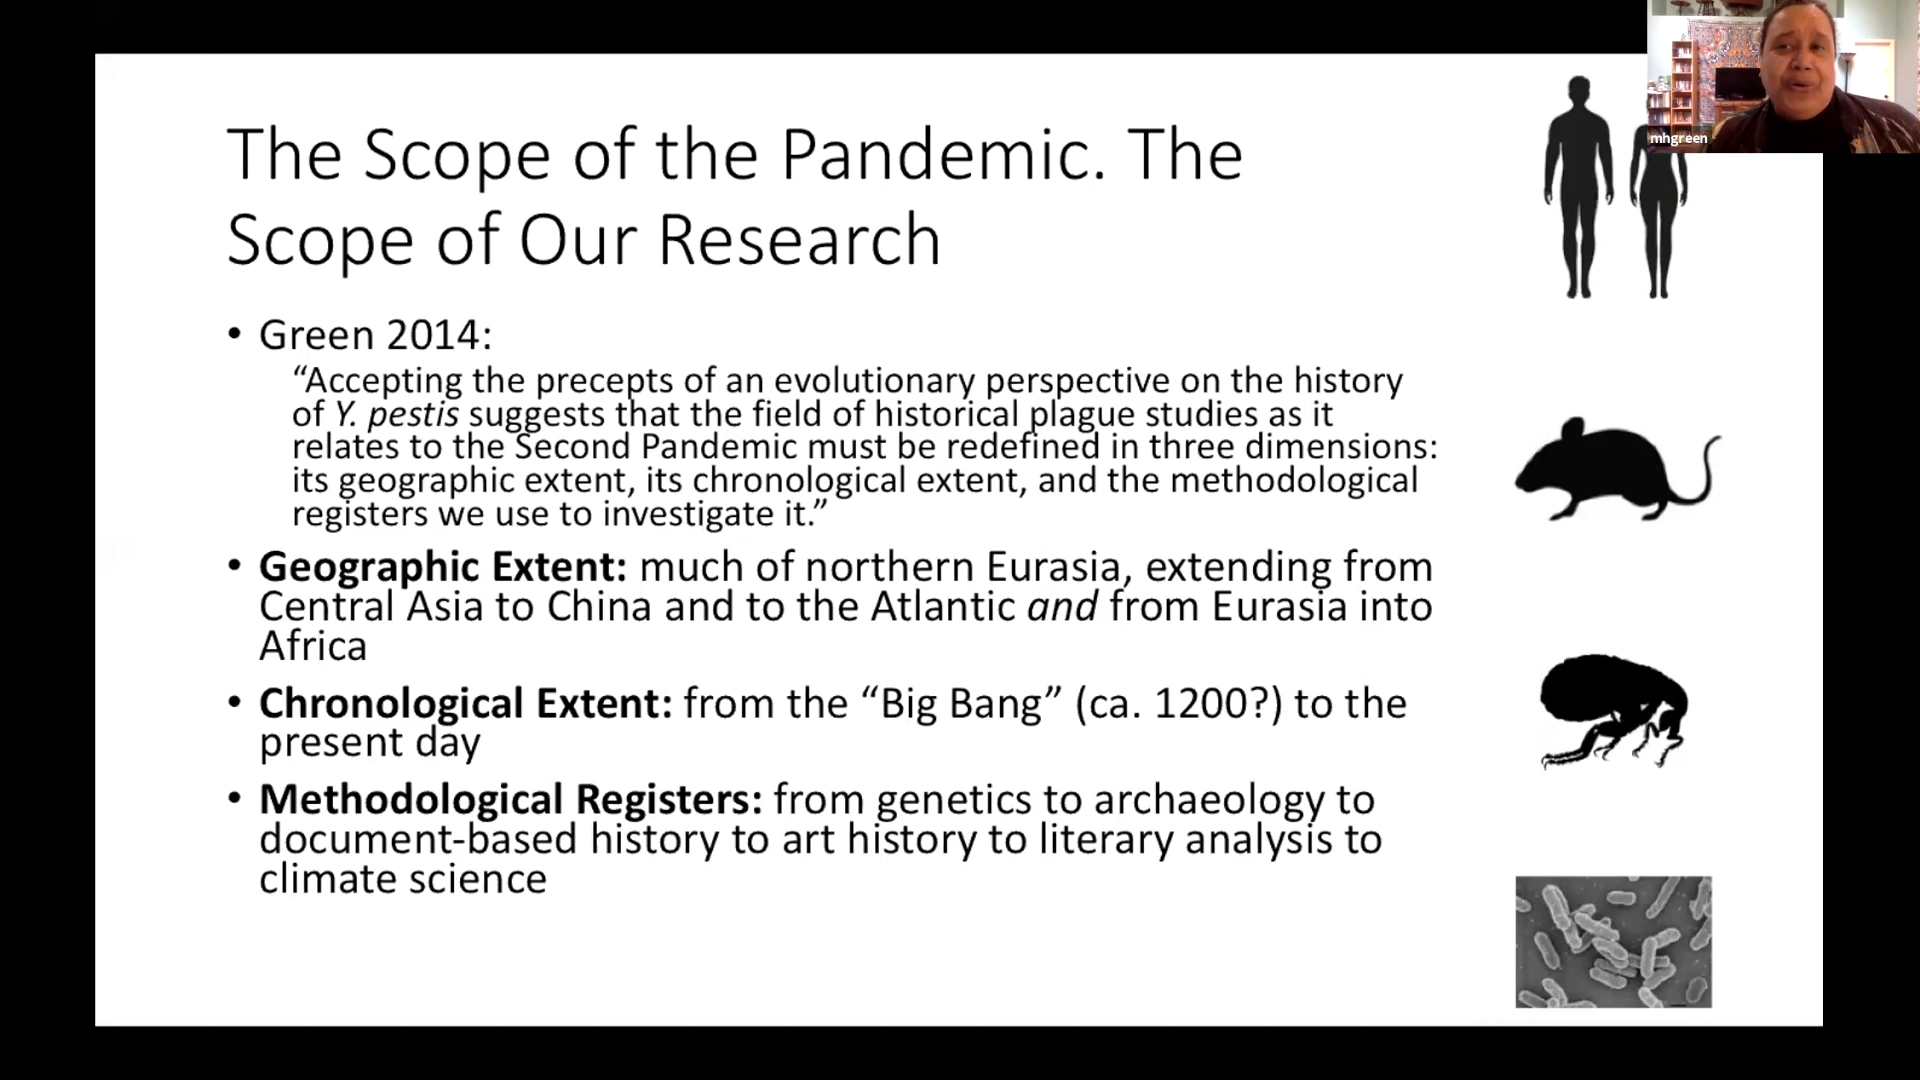 mhgreen
The Scope of the Pandemic. The
Scope of Our Research
• Green 2014:
“Accepting the precepts of an evolutionary perspective on the history
of Y. pestis suggests that the field of historical plague studies as it
relates to the Second Pandemic must be redefined in three dimensions:
its geographic extent, its chronological extent, and the methodological
registers we use to investigate it.”
• Geographic Extent: much of northern Eurasia, extending from
Central Asia to China and to the Atlantic and from Eurasia into
Africa
• Chronological Extent: from the “Big Bang” (ca. 1200?) to the
present day
• Methodological Registers: from genetics to archaeology to
document-based history to art history to literary analysis to
climate science